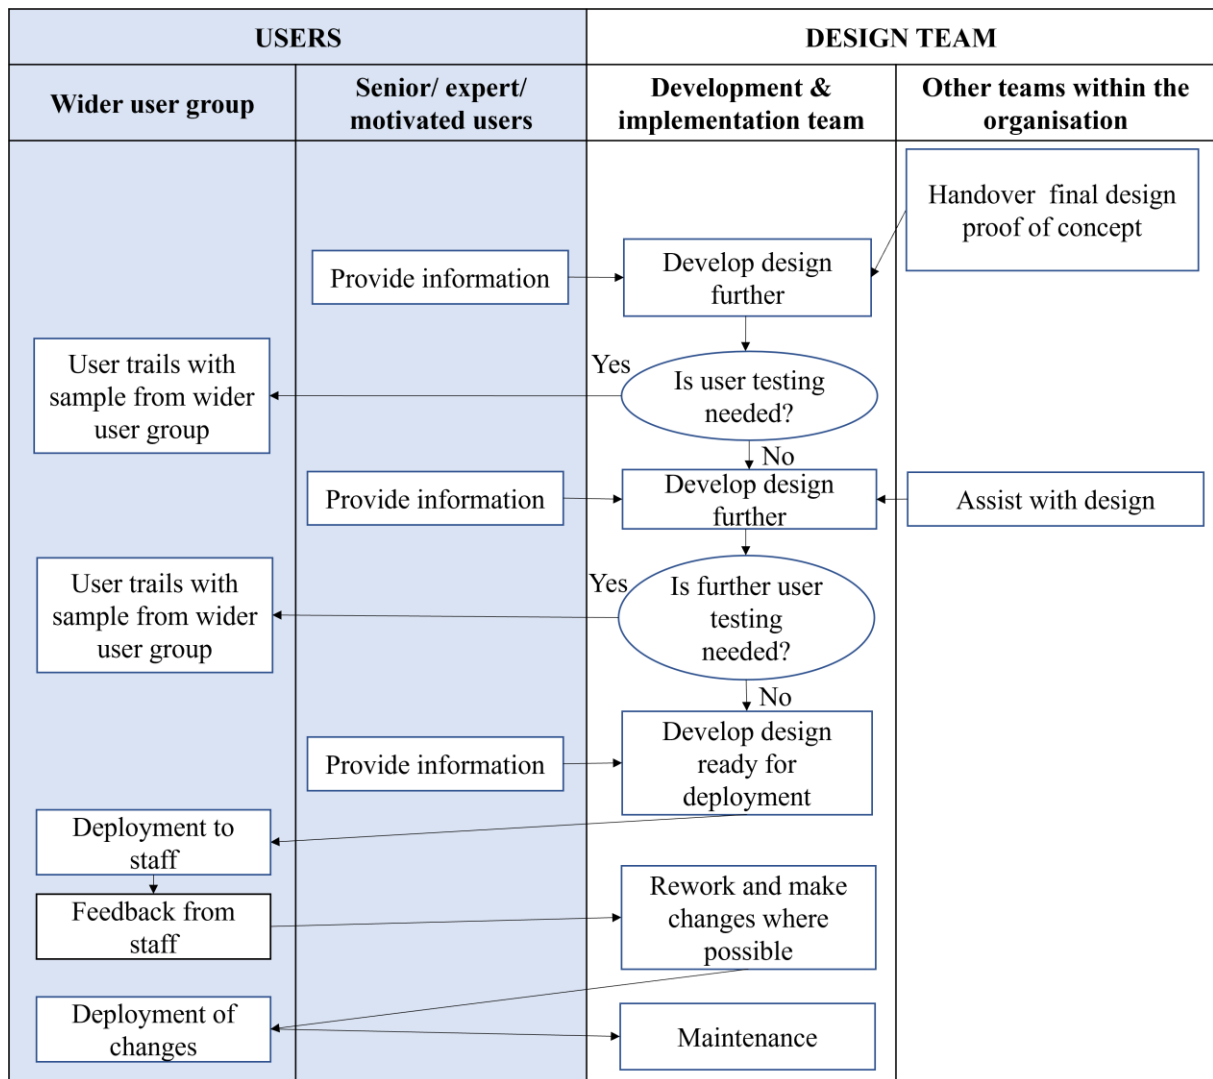 USERS
DESIGN TEAM
Wider user group
Senior/ expert/
motivated users
Development &
implementation team
Other teams within the
organisation
Handover  final design
proof of concept
Provide information
Develop design
further
User trails with
sample from wider
user group
Yes
Is user testing
needed?
No
Provide information
Develop design
further
Assist with design
User trails with
sample from wider
user group
Yes
Is further user
testing
needed?
No
Provide information
Develop design
ready for
deployment
Deployment to
staff
Feedback from
staff
Rework and make
changes where
possible
Deployment of
changes
Maintenance